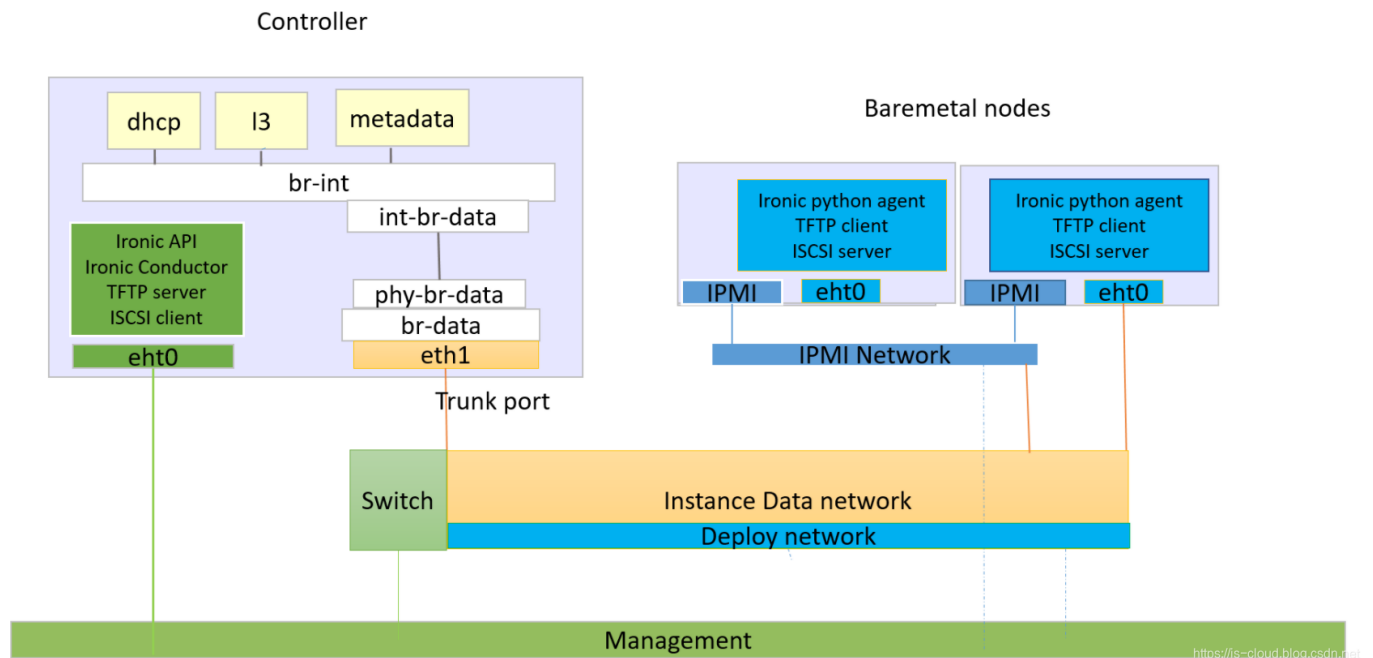 Controller
dhcp
l3
metadata
br-int
int-br-data
Ironic API
Ironic Conductor
TFTP server
ISCSI client
phy-br-data
br-data
eth1
eht0
Trunk port
Baremetal nodes
Ironic python agent
TFTP client
ISCSI server
IPMI
eht0
Ironic python agent
TFTP client
ISCSI server
IPMI
eht0
IPMI Network
Switch
Instance Data network
Deploy network
Management
https://is-cloud.blog.csdn.net